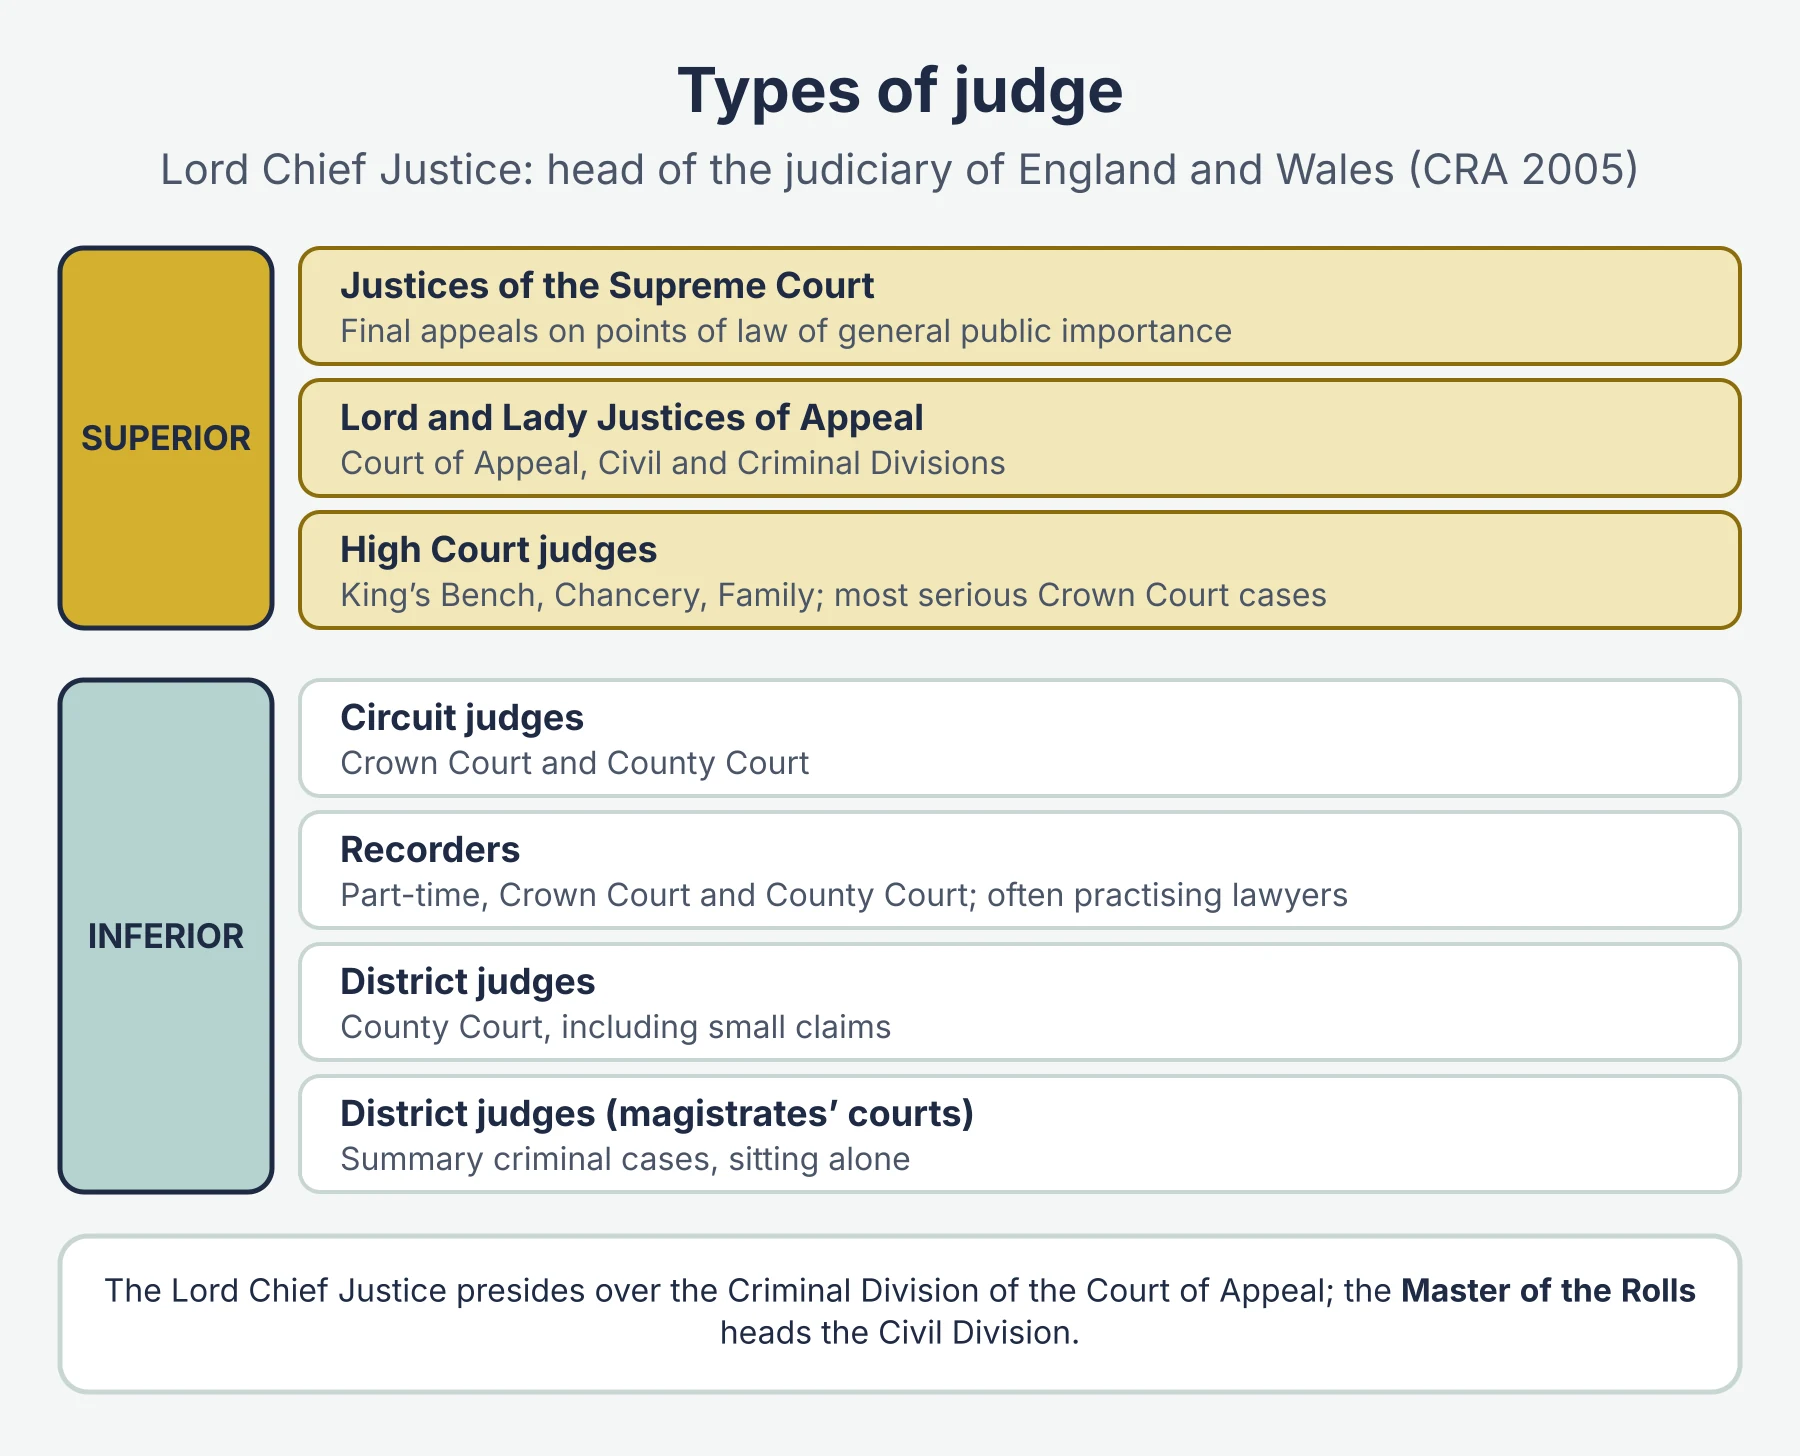 Types of judge
Lord Chief Justice: head of the judiciary of England and Wales (CRA 2005)
SUPERIOR
Justices of the Supreme Court
Final appeals on points of law of general public importance
Lord and Lady Justices of Appeal
Court of Appeal, Civil and Criminal Divisions
High Court judges
King’s Bench, Chancery, Family; most serious Crown Court cases
INFERIOR
Circuit judges
Crown Court and County Court
Recorders
Part-time, Crown Court and County Court; often practising lawyers
District judges
County Court, including small claims
District judges (magistrates’ courts)
Summary criminal cases, sitting alone
The Lord Chief Justice presides over the Criminal Division of the Court of Appeal; the Master of the Rolls
heads the Civil Division.